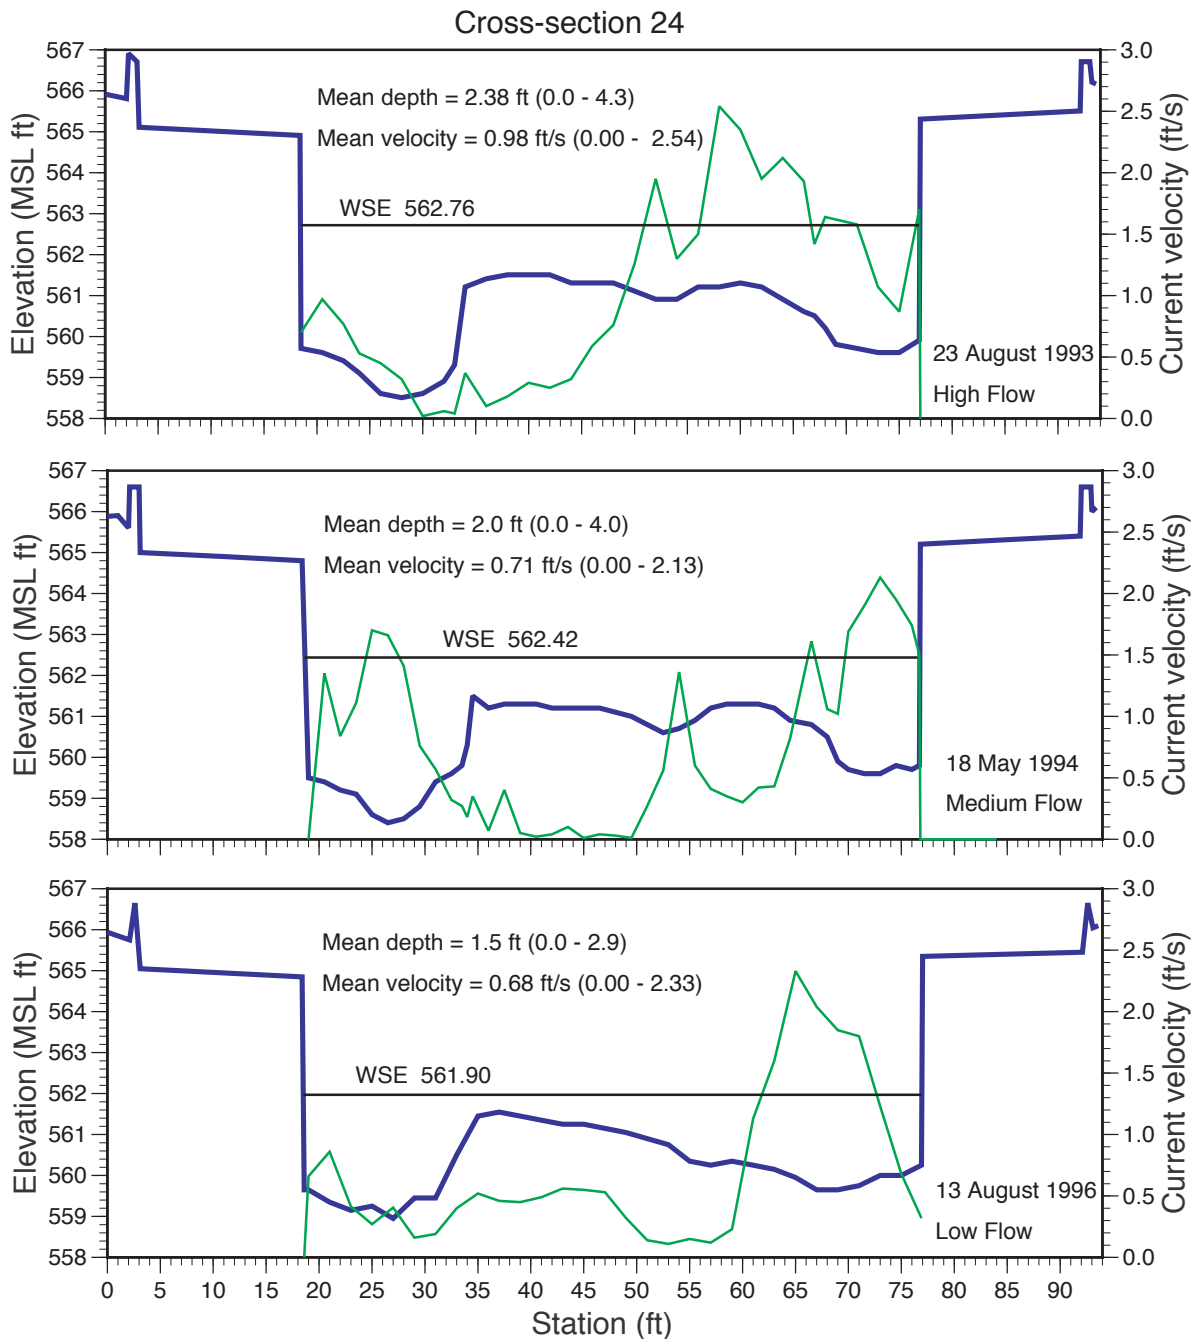 Cross-section 24
567
566
565
564
563
562
561
560
559
558
Elevation (MSL ft)
Mean depth = 2.38 ft (0.0 - 4.3)
Mean velocity = 0.98 ft/s (0.00 - 2.54)
WSE 562.76
23 August 1993
High Flow
3.0
2.5
2.0
1.5
1.0
0.5
0.0
Current velocity (ft/s)
567
566
565
564
563
562
561
560
559
558
Elevation (MSL ft)
Mean depth = 2.0 ft (0.0 - 4.0)
Mean velocity = 0.71 ft/s (0.00 - 2.13)
WSE 562.42
18 May 1994
Medium Flow
3.0
2.5
2.0
1.5
1.0
0.5
0.0
Current velocity (ft/s)
567
566
565
564
563
562
561
560
559
558
Elevation (MSL ft)
Mean depth = 1.5 ft (0.0 - 2.9)
Mean velocity = 0.68 ft/s (0.00 - 2.33)
WSE 561.90
13 August 1996
Low Flow
3.0
2.5
2.0
1.5
1.0
0.5
0.0
Current velocity (ft/s)
0 5 10 15 20 25 30 35 40 45 50 55 60 65 70 75 80 85 90
Station (ft)